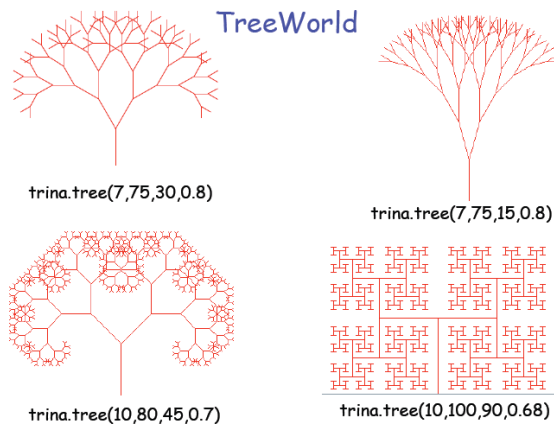 TreeWorld
trina.tree(7,75,30,0.8)
trina.tree(7,75,15,0.8)
trina.tree(10,80,45,0.7)
trina.tree(10,100,90,0.68)